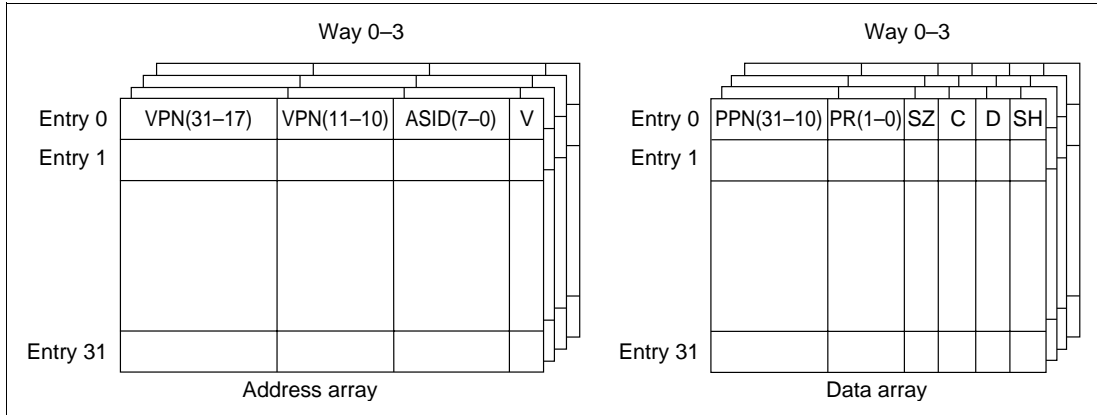 Way 0–3
Way 0–3
Entry 0 VPN(31–17) VPN(11–10) ASID(7–0) V
Entry 1
Entry 31
Address array
Entry 0 PPN(31–10) PR(1–0) SZ C D SH
Entry 1
Entry 31
Data array